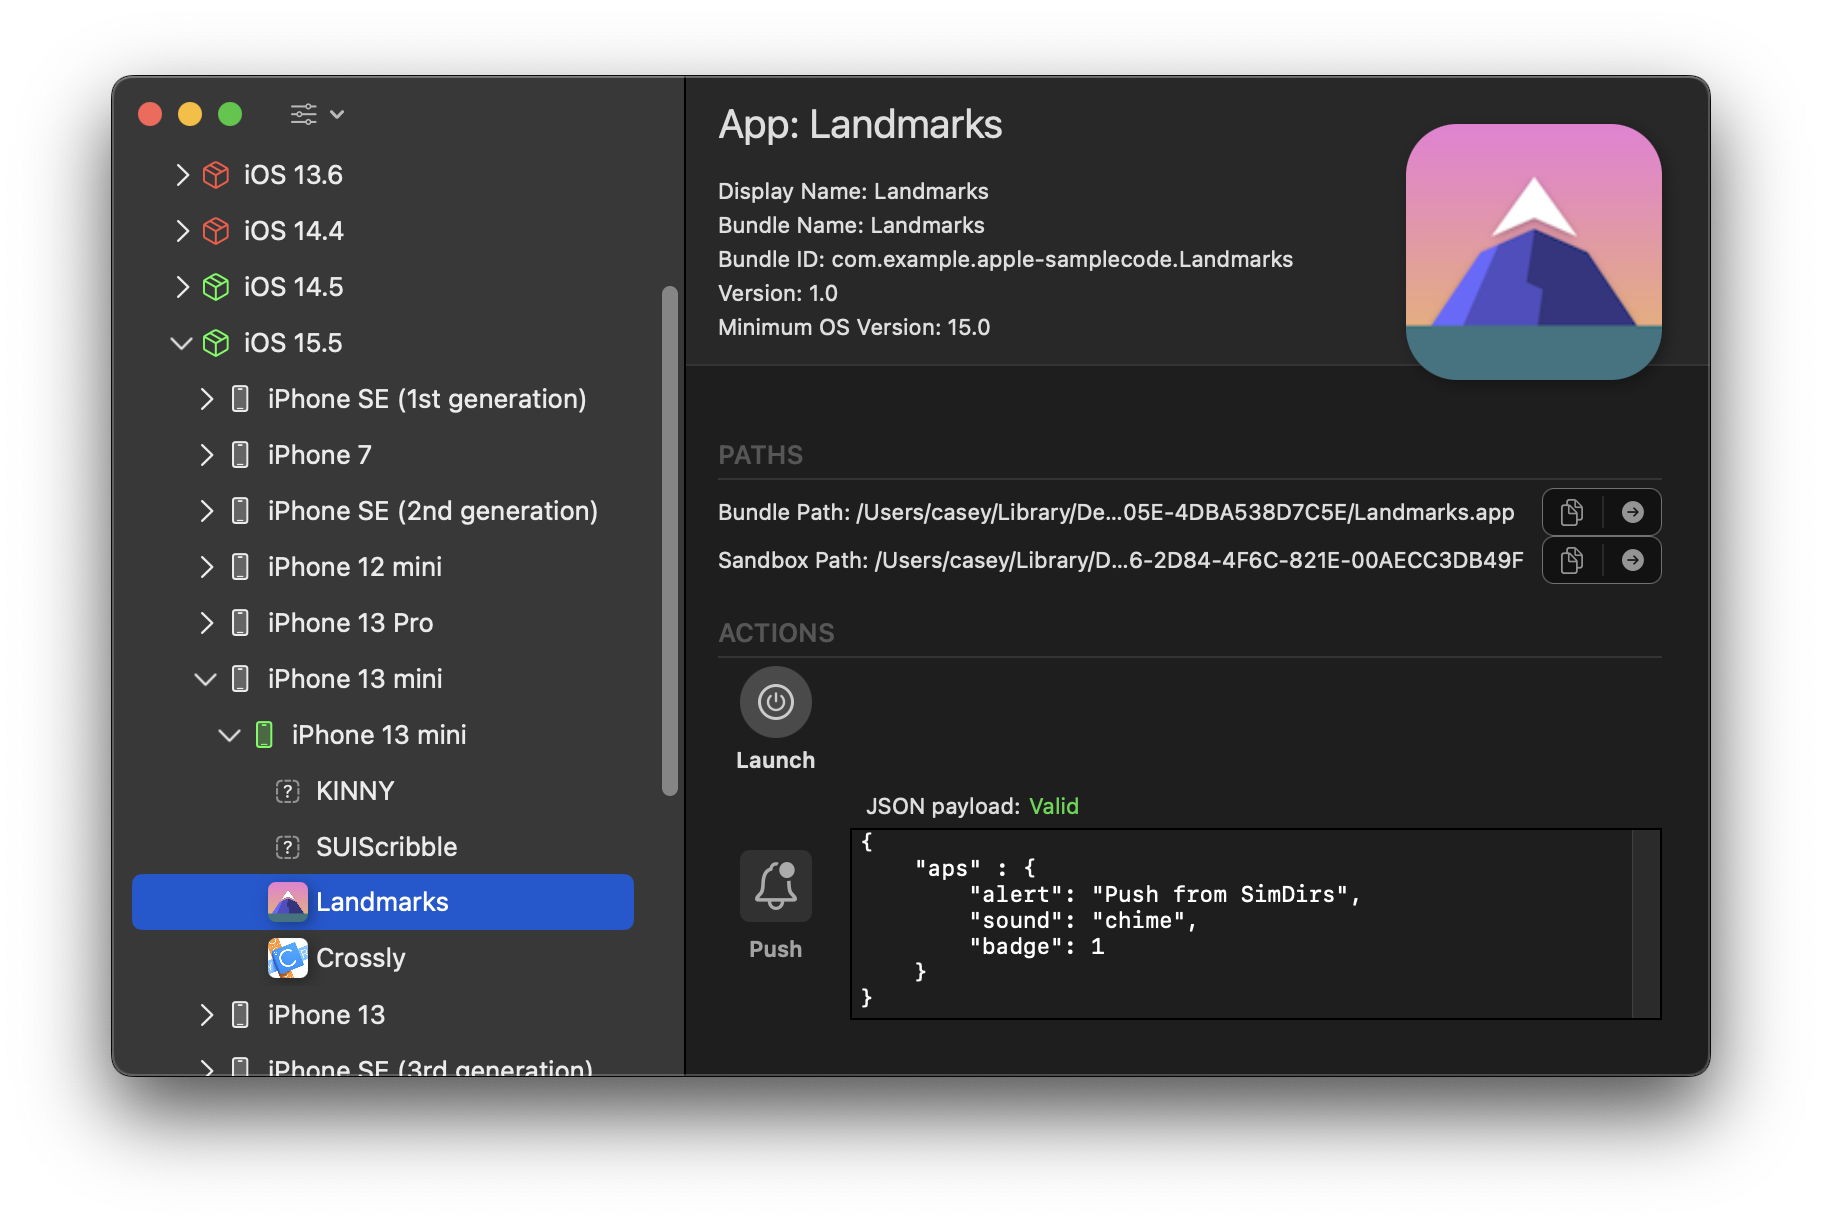 iOS 13.6
iOS 14.4
iOS 14.5
iOS 15.5
iPhone SE (1st generation)
iPhone 7
iPhone SE (2nd generation)
iPhone 12 mini
iPhone 13 Pro
iPhone 13 mini
iPhone 13 mini
KINNY
SUIScribble
Landmarks
Crossly
iPhone 13
iPhone SE (3rd generation)
App: Landmarks
Display Name: Landmarks
Bundle Name: Landmarks
Bundle ID: com.example.apple-samplecode.Landmarks
Version: 1.0
Minimum OS Version: 15.0
PATHS
Bundle Path: /Users/casey/Library/De...05E-4DBA538D7C5E/Landmarks.app
Sandbox Path: /Users/casey/Library/D...6-2D84-4F6C-821E-00AECC3DB49F
ACTIONS
Launch
JSON payload: Valid
{
    "aps" : {
        "alert": "Push from SimDirs",
        "sound": "chime",
        "badge": 1
    }
}
Push